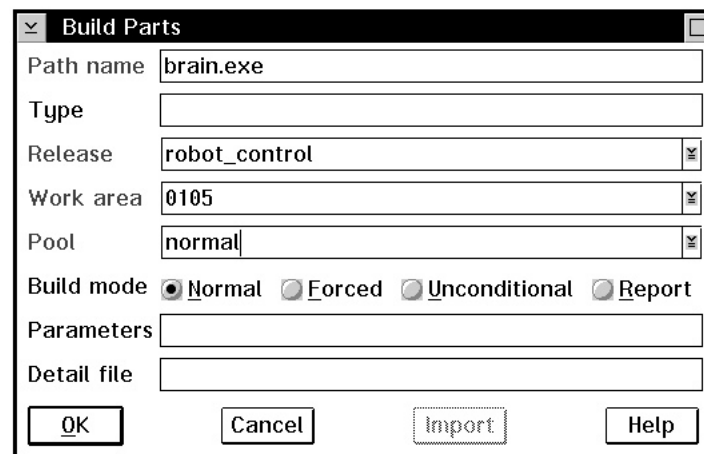 Build Parts
Path name brain.exe
Type
Release robot_control
Work area 0105
Pool normal
Build mode Normal Forced Unconditional Report
Parameters
Detail file
OK Cancel Import Help